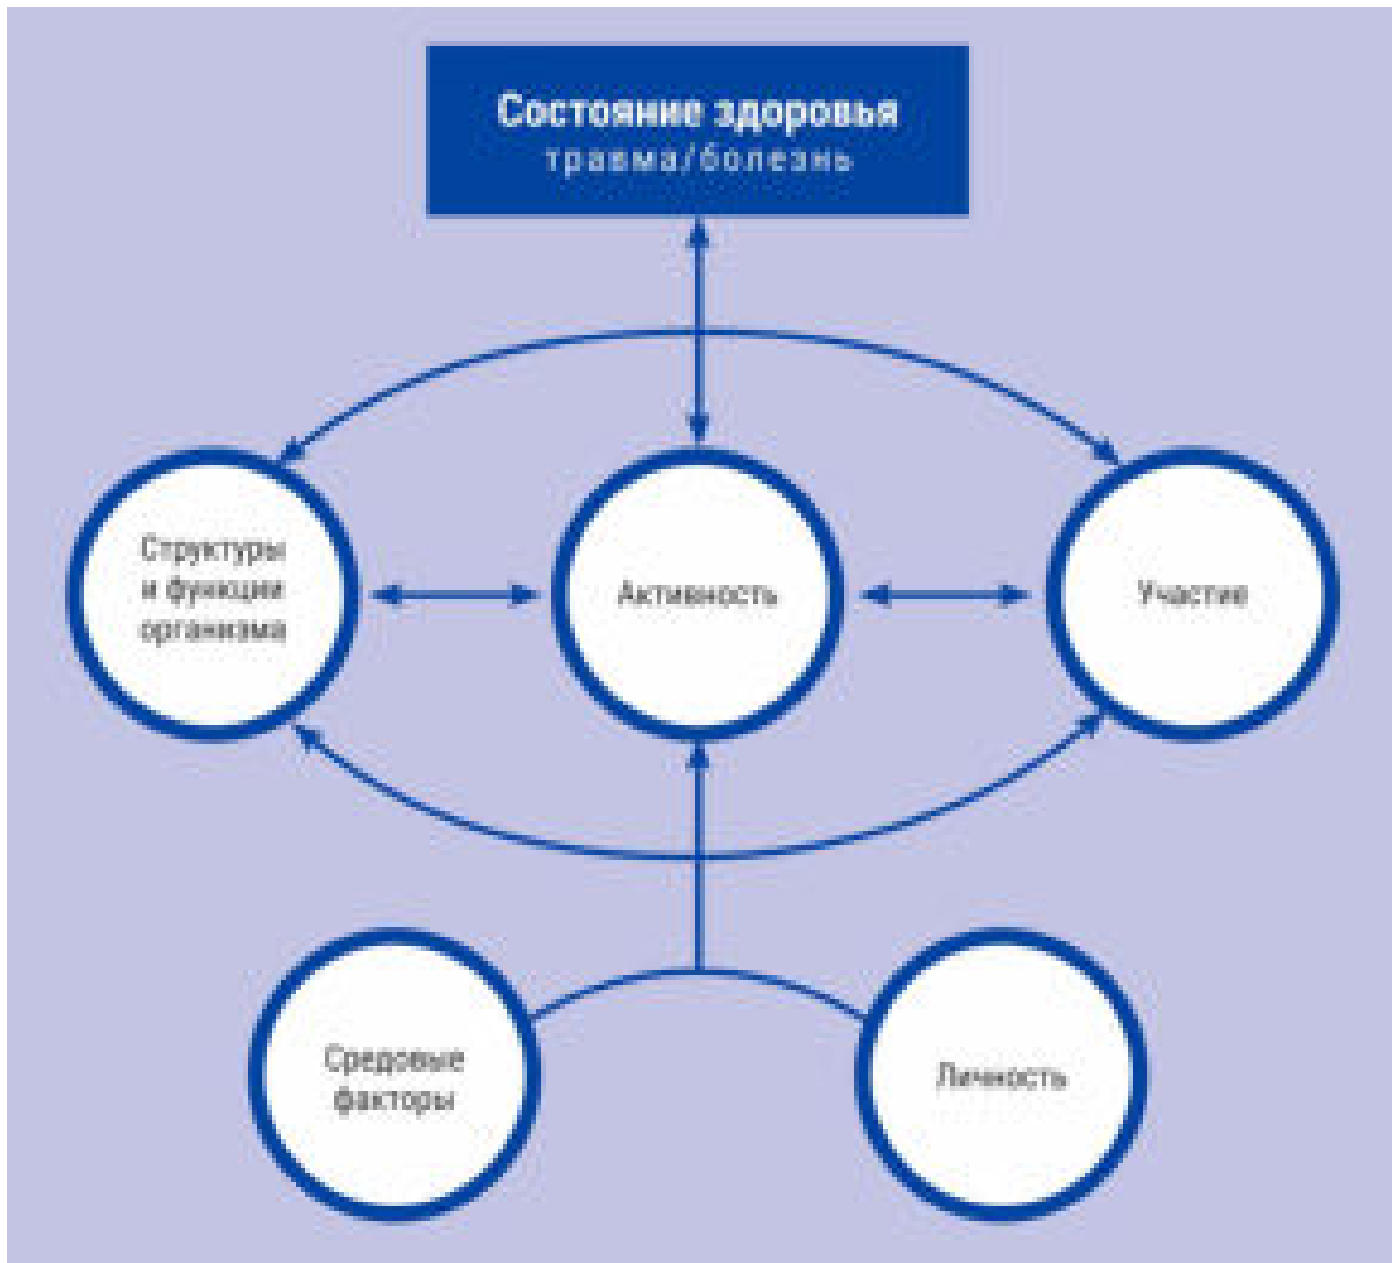 Состояние здоровья
травма/болезнь
Структуры
и функции
организма
Активность
Участие
Средовые
факторы
Личность